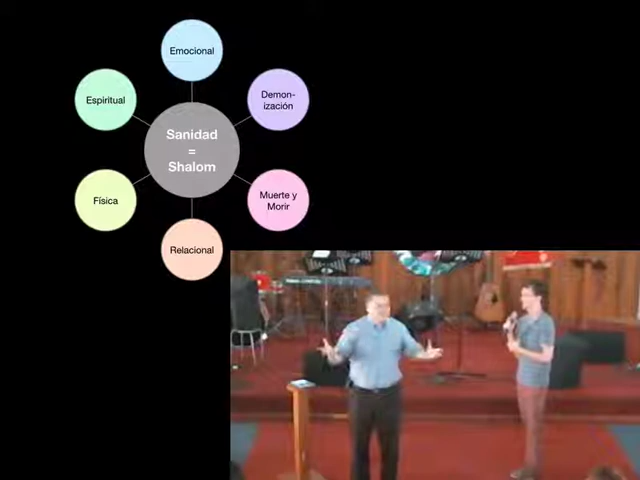 Emocional
Espiritual
Demon-
ización
Sanidad
=
Shalom
Física
Muerte y
Morir
Relacional